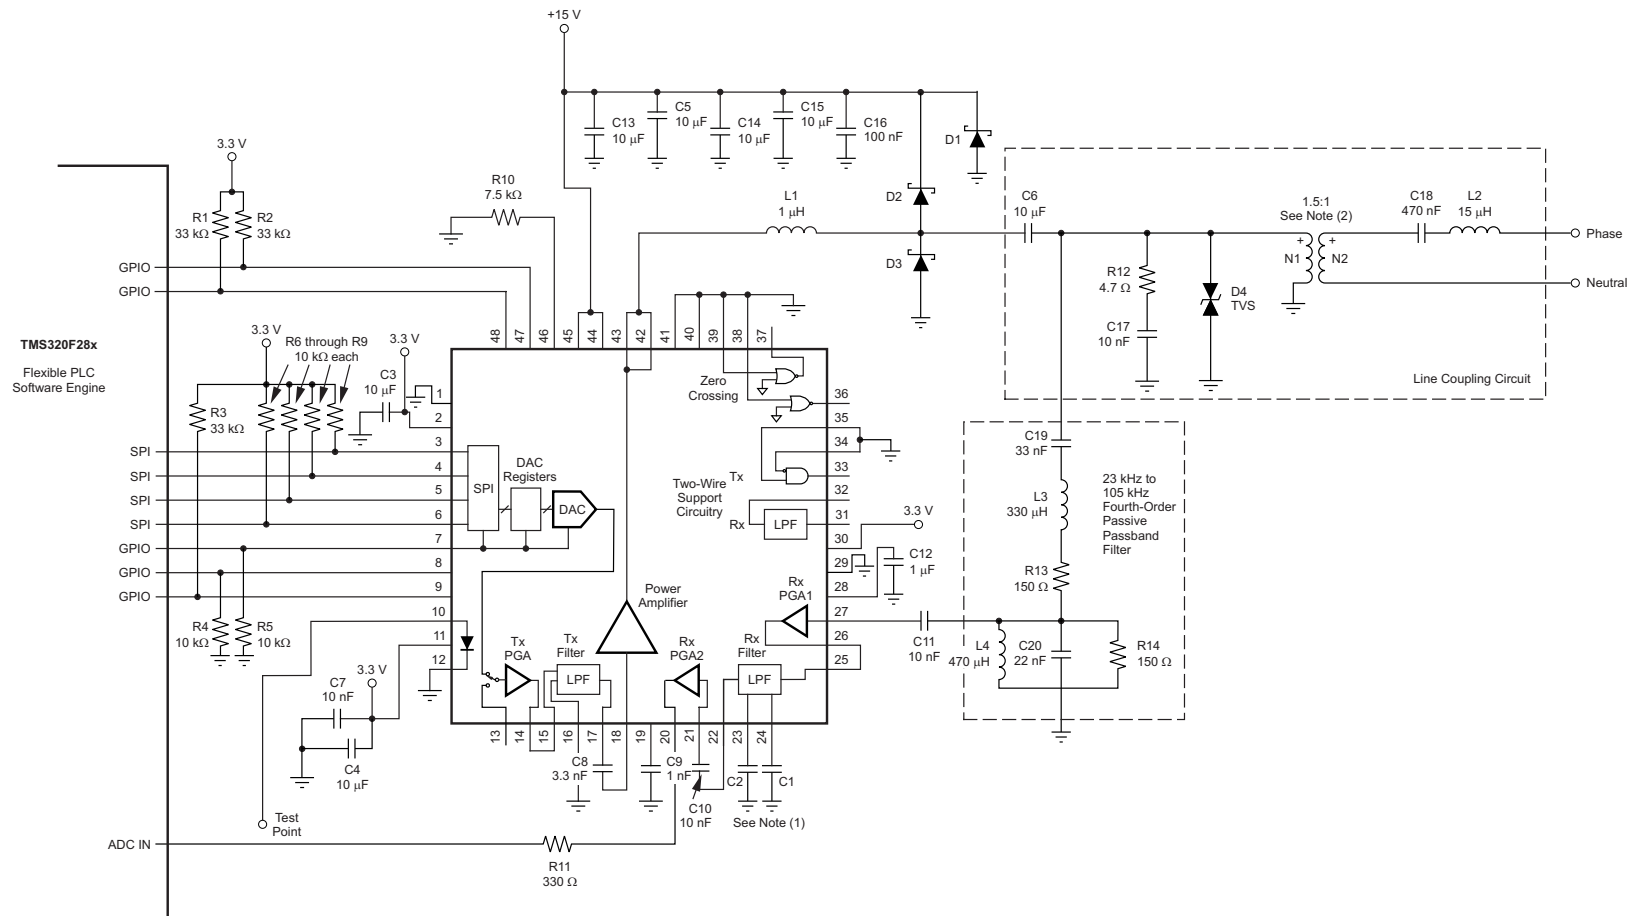 +15 V
C13
10 μF
C5
10 μF
C14
10 μF
C15
10 μF
C16
100 nF
D1
D2
D3
3.3 V
R1
33 kΩ
R2
33 kΩ
R10
7.5 kΩ
L1
1 μH
C6
10 μF
1.5:1
See Note (2)
+
+
N1
N2
C18
470 nF
L2
15 μH
Phase
Neutral
R12
4.7 Ω
C17
10 nF
D4
TVS
Line Coupling Circuit
GPIO
GPIO
TMS320F28x
Flexible PLC
Software Engine
3.3 V
R6 through R9
10 kΩ each
3.3 V
C3
10 μF
R3
33 kΩ
48
47
46
45
44
43
42
41
40
39
38
37
SPI
SPI
SPI
SPI
GPIO
GPIO
GPIO
1
2
3
4
5
6
7
8
9
10
11
12
SPI
DAC
Registers
DAC
Zero
Crossing
Two-Wire
Support
Circuitry
Tx
Rx
LPF
36
35
34
33
32
31
30
29
28
27
26
25
3.3 V
C12
1 μF
C19
33 nF
L3
330 μH
23 kHz to
105 kHz
Fourth-Order
Passive
Passband
Filter
R13
150 Ω
L4
470 μH
C20
22 nF
R14
150 Ω
C11
10 nF
R4
10 kΩ
R5
10 kΩ
Power
Amplifier
Tx
PGA
Tx
Filter
LPF
Rx
PGA2
Rx
Filter
LPF
Rx
PGA1
3.3 V
C7
10 nF
C4
10 μF
13
14
15
16
17
18
19
20
21
22
23
24
C8
3.3 nF
C9
1 nF
C10
10 nF
C2
C1
See Note (1)
Test
Point
ADC IN
R11
330 Ω